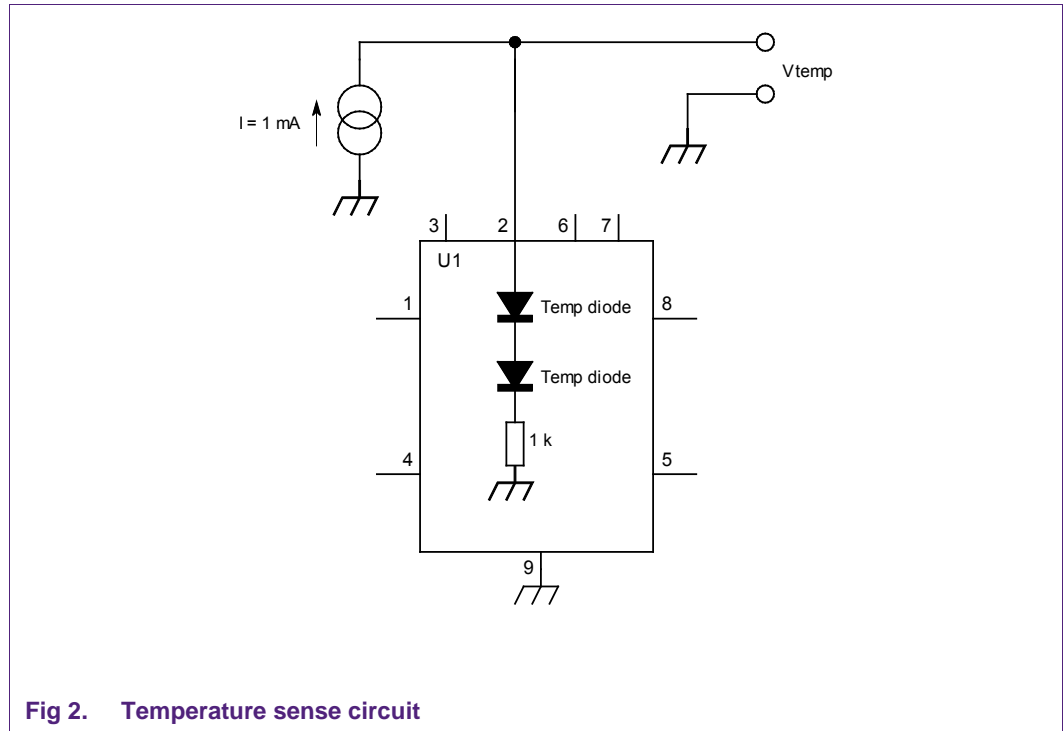 Vtemp
I = 1 mA
3 2 6 7
U1
1 Temp diode 8
Temp diode
1 k
4 5
9
Fig 2. Temperature sense circuit